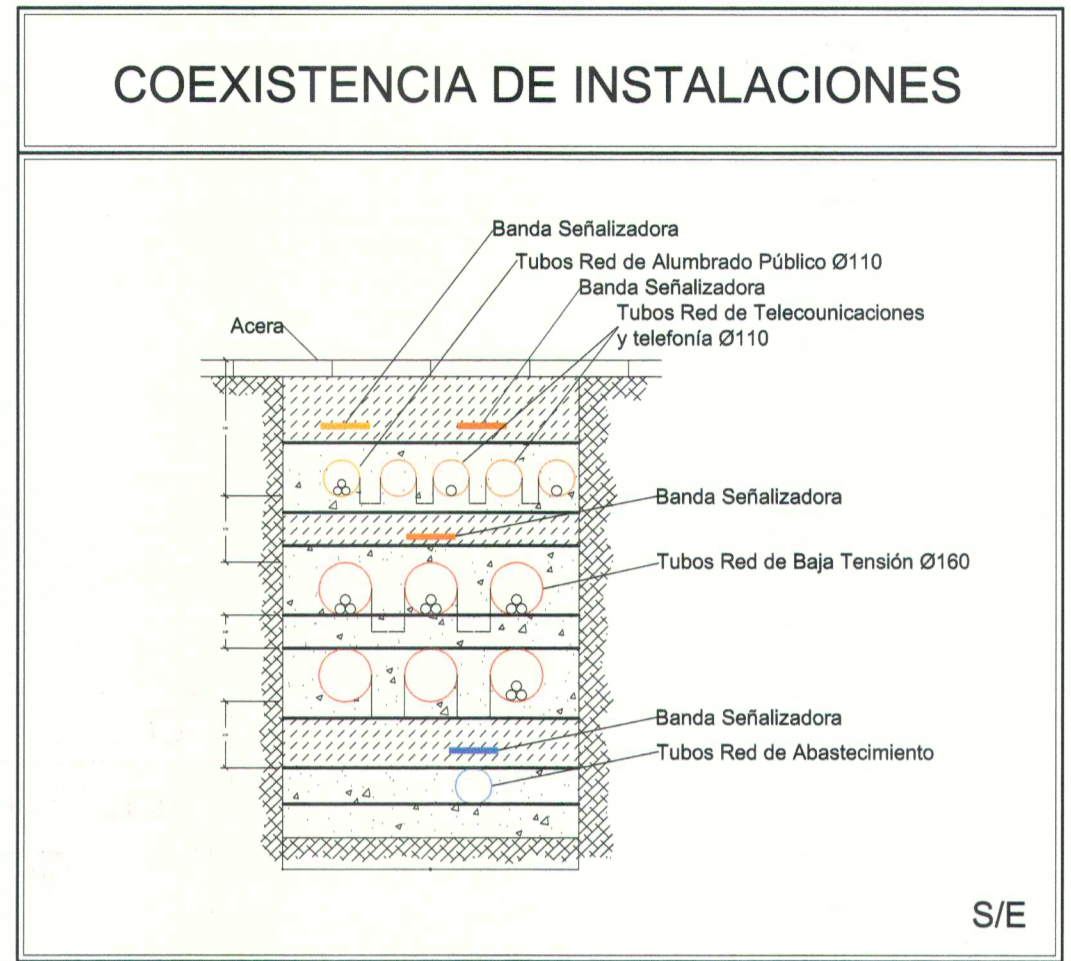 COEXISTENCIA DE INSTALACIONES
Banda Señalizadora
Tubos Red de Alumbrado Público Ø110
Banda Señalizadora
Tubos Red de Telecounicaciones
y telefonía Ø110
Acera
Banda Señalizadora
Tubos Red de Baja Tensión Ø160
Banda Señalizadora
Tubos Red de Abastecimiento
S/E